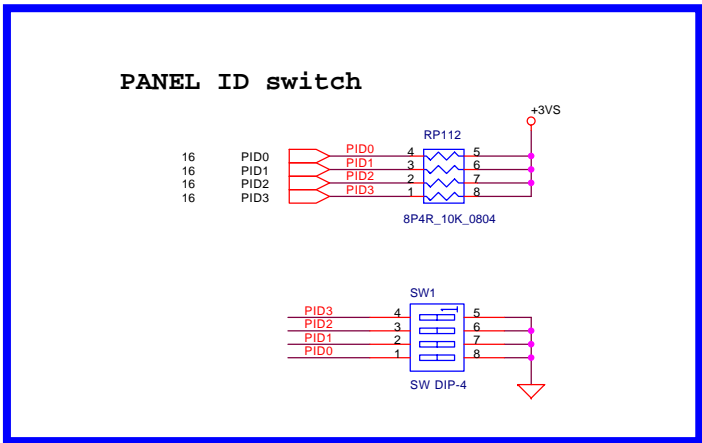 PANEL ID switch
+3VS
RP112
16 PID0 PID0 4 5
16 PID1 PID1 3 6
16 PID2 PID2 2 7
16 PID3 PID3 1 8
8P4R_10K_0804
SW1
PID3 4 5
PID2 3 6
PID1 2 7
PID0 1 8
SW DIP-4